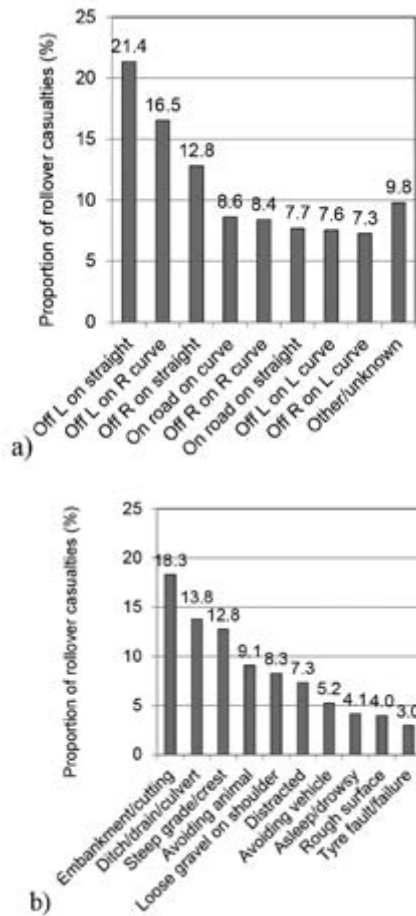 Proportion of rollover casualties (%)
25
20
15
10
5
0
21.4
16.5
12.8
8.6
8.4
7.7
7.6
7.3
9.8
Off L on straight
Off L on R curve
Off R on straight
On road on curve
Off R on R curve
On road on straight
Off L on L curve
Off R on L curve
Other/unknown
a)
Proportion of rollover casualties (%)
25
20
15
10
5
0
18.3
13.8
12.8
9.1
8.3
7.3
5.2
4.1
4.0
3.0
Embankment/cutting
Ditch/drain/culvert
Steep grade/crest
Avoiding animal
Loose gravel on shoulder
Distracted
Avoiding vehicle
Asleep/drowsy
Rough surface
Tyre fault/failure
b)